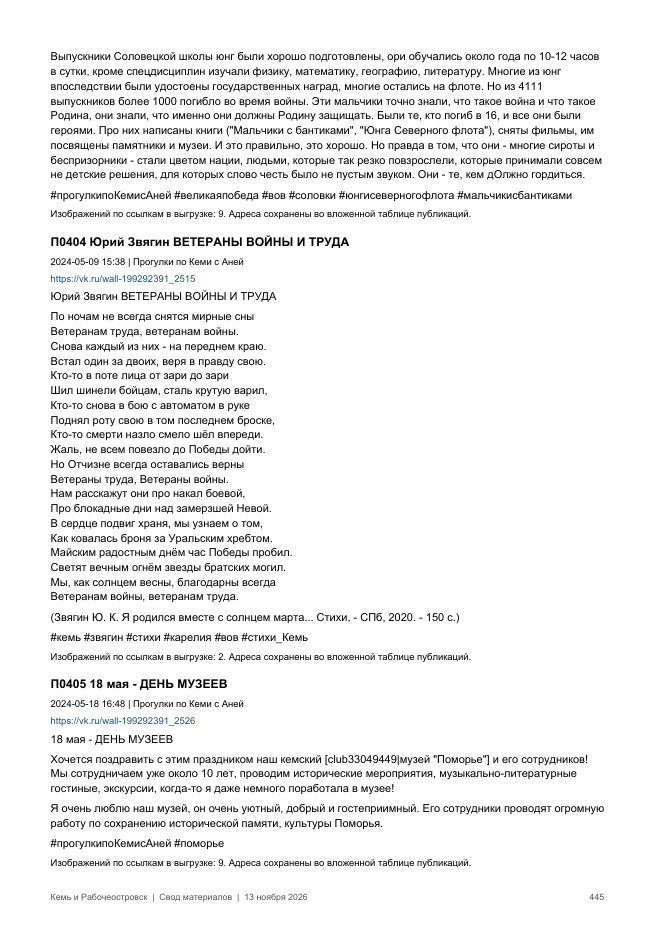 Выпускники Соловецкой школы юнг были хорошо подготовлены, ори обучались около года по 10-12 часов
в сутки, кроме спецдисциплин изучали физику, математику, географию, литературу. Многие из юнг
впоследствии были удостоены государственных наград, многие остались на флоте. Но из 4111
выпускников более 1000 погибло во время войны. Эти мальчики точно знали, что такое война и что такое
Родина, они знали, что именно они должны Родину защищать. Были те, кто погиб в 16, и все они были
героями. Про них написаны книги ("Мальчики с бантиками", "Юнга Северного флота"), сняты фильмы, им
посвящены памятники и музеи. И это правильно, это хорошо. Но правда в том, что они - многие сироты и
беспризорники - стали цветом нации, людьми, которые так резко повзрослели, которые принимали совсем
не детские решения, для которых слово честь было не пустым звуком. Они - те, кем дОлжно гордиться.
#прогулкипоКемисАней #великаяпобеда #вов #соловки #юнгисеверногофлота #мальчикисбантиками
Изображений по ссылкам в выгрузке: 9. Адреса сохранены во вложенной таблице публикаций.
П0404 Юрий Звягин ВЕТЕРАНЫ ВОЙНЫ И ТРУДА
2024-05-09 15:38 | Прогулки по Кеми с Аней
https://vk.ru/wall-199292391_2515
Юрий Звягин ВЕТЕРАНЫ ВОЙНЫ И ТРУДА
По ночам не всегда снятся мирные сны
Ветеранам труда, ветеранам войны.
Снова каждый из них - на переднем краю.
Встал один за двоих, веря в правду свою.
Кто-то в поте лица от зари до зари
Шил шинели бойцам, сталь крутую варил,
Кто-то снова в бою с автоматом в руке
Поднял роту свою в том последнем броске,
Кто-то смерти назло смело шёл впереди.
Жаль, не всем повезло до Победы дойти.
Но Отчизне всегда оставались верны
Ветераны труда, Ветераны войны.
Нам расскажут они про накал боевой,
Про блокадные дни над замерзшей Невой.
В сердце подвиг храня, мы узнаем о том,
Как ковалась броня за Уральским хребтом.
Майским радостным днём час Победы пробил.
Светят вечным огнём звезды братских могил.
Мы, как солнцем весны, благодарны всегда
Ветеранам войны, ветеранам труда.
(Звягин Ю. К. Я родился вместе с солнцем марта... Стихи, - СПб, 2020. - 150 с.)
#кемь #звягин #стихи #карелия #вов #стихи_Кемь
Изображений по ссылкам в выгрузке: 2. Адреса сохранены во вложенной таблице публикаций.
П0405 18 мая - ДЕНЬ МУЗЕЕВ
2024-05-18 16:48 | Прогулки по Кеми с Аней
https://vk.ru/wall-199292391_2526
18 мая - ДЕНЬ МУЗЕЕВ
Хочется поздравить с этим праздником наш кемский [club33049449|музей "Поморье"] и его сотрудников!
Мы сотрудничаем уже около 10 лет, проводим исторические мероприятия, музыкально-литературные
гостиные, экскурсии, когда-то я даже немного поработала в музее!
Я очень люблю наш музей, он очень уютный, добрый и гостеприимный. Его сотрудники проводят огромную
работу по сохранению исторической памяти, культуры Поморья.
#прогулкипоКемисАней #поморье
Изображений по ссылкам в выгрузке: 9. Адреса сохранены во вложенной таблице публикаций.
Кемь и Рабочеостровск | Свод материалов | 13 ноября 2026 445